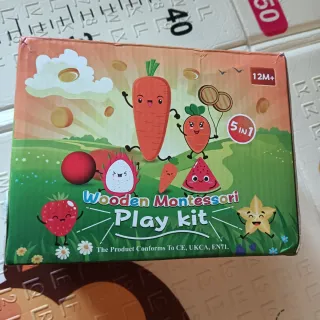 50
40
12M+
5 in 1
Wooden Montessori
Play kit
The Product Conforms To CE, UKCA, EN71.